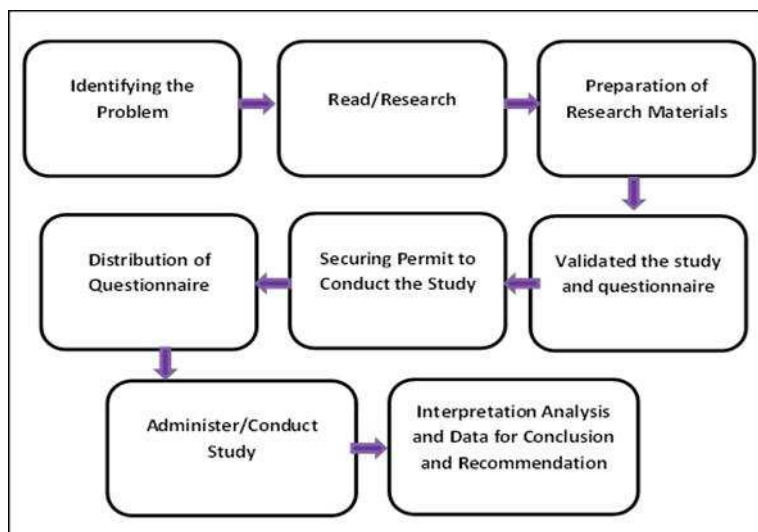 Identifying the
Problem
Read/Research
Preparation of
Research Materials
Validated the study
and questionnaire
Securing Permit to
Conduct the Study
Distribution of
Questionnaire
Administer/Conduct
Study
Interpretation Analysis
and Data for Conclusion
and Recommendation